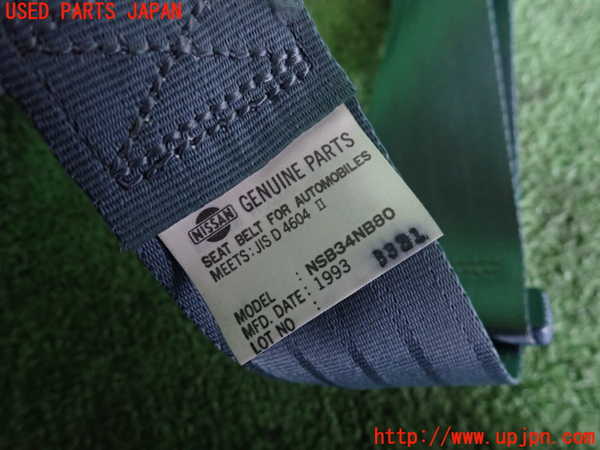 USED PARTS JAPAN
NISSAN
GENUINE PARTS
SEAT BELT FOR AUTOMOBILES
MEETS: JIS D 4604 II
MODEL : NSB34NB80
MFD. DATE : 1993
LOT NO :
http://www.upjpn.com/